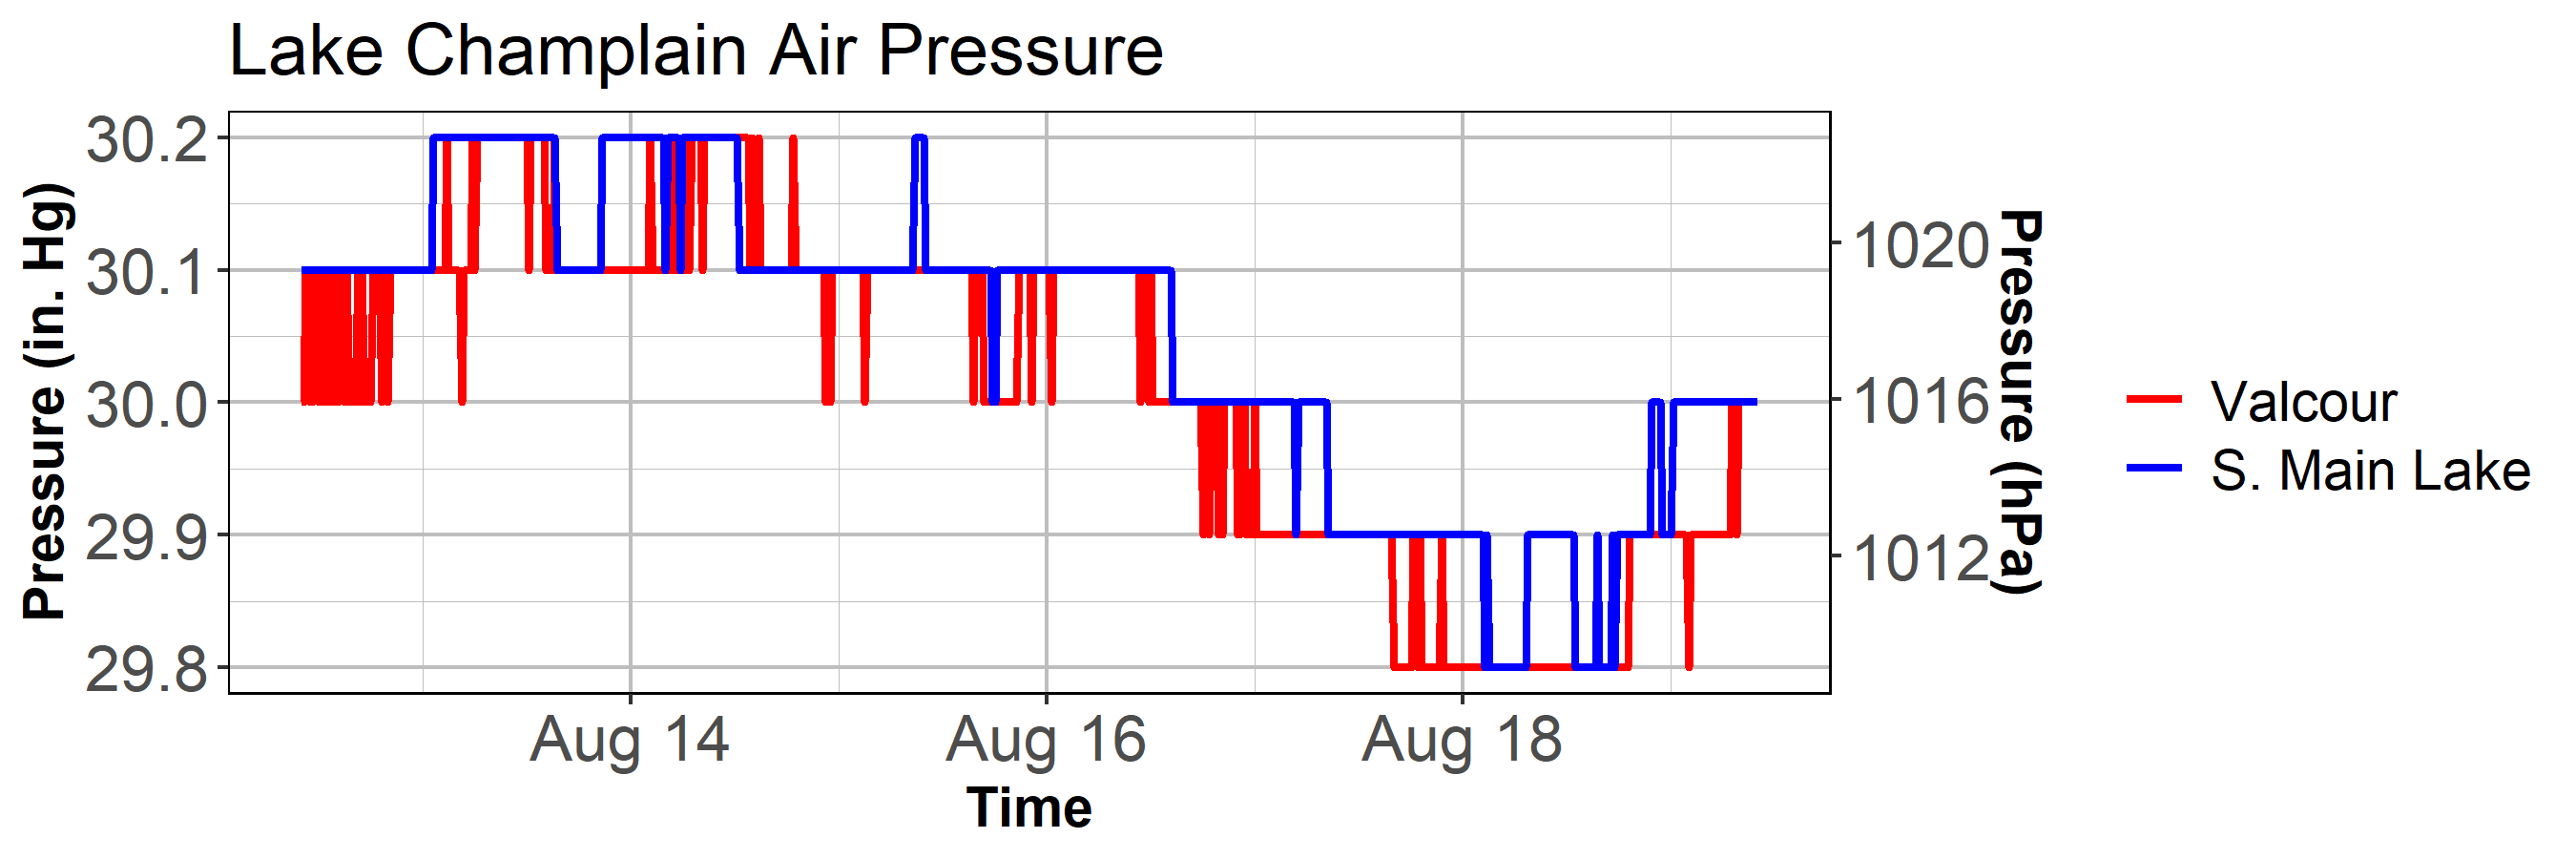 Lake Champlain Air Pressure
30.2
30.1
30.0
29.9
29.8
Pressure (in. Hg)
1020
1016
1012
Pressure (hPa)
Aug 14 Aug 16 Aug 18
Time
Valcour
S. Main Lake